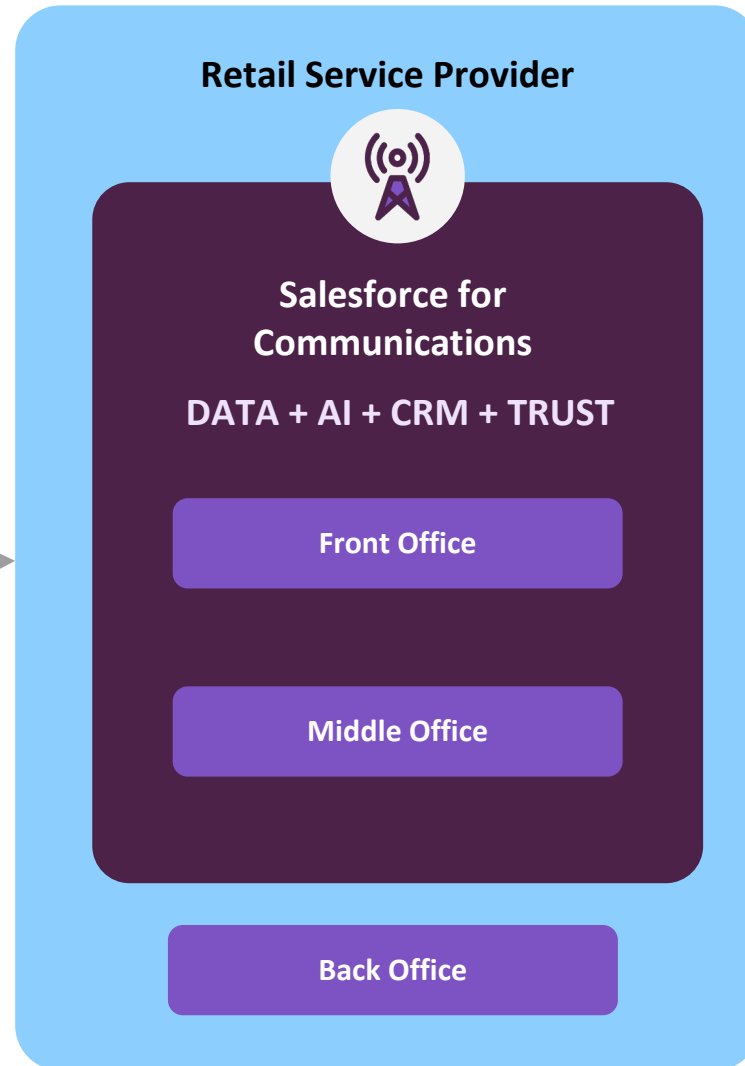 Retail Service Provider
Salesforce for
Communications
DATA + AI + CRM + TRUST
Front Office
Middle Office
Back Office